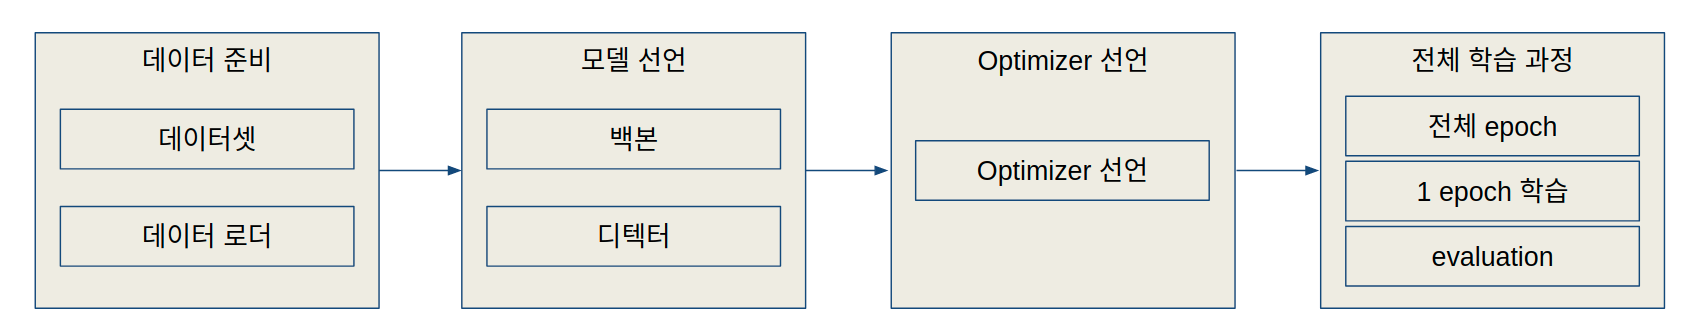 데이터 준비
데이터셋
데이터 로더
모델 선언
백본
디텍터
Optimizer 선언
Optimizer 선언
전체 학습 과정
전체 epoch
1 epoch 학습
evaluation